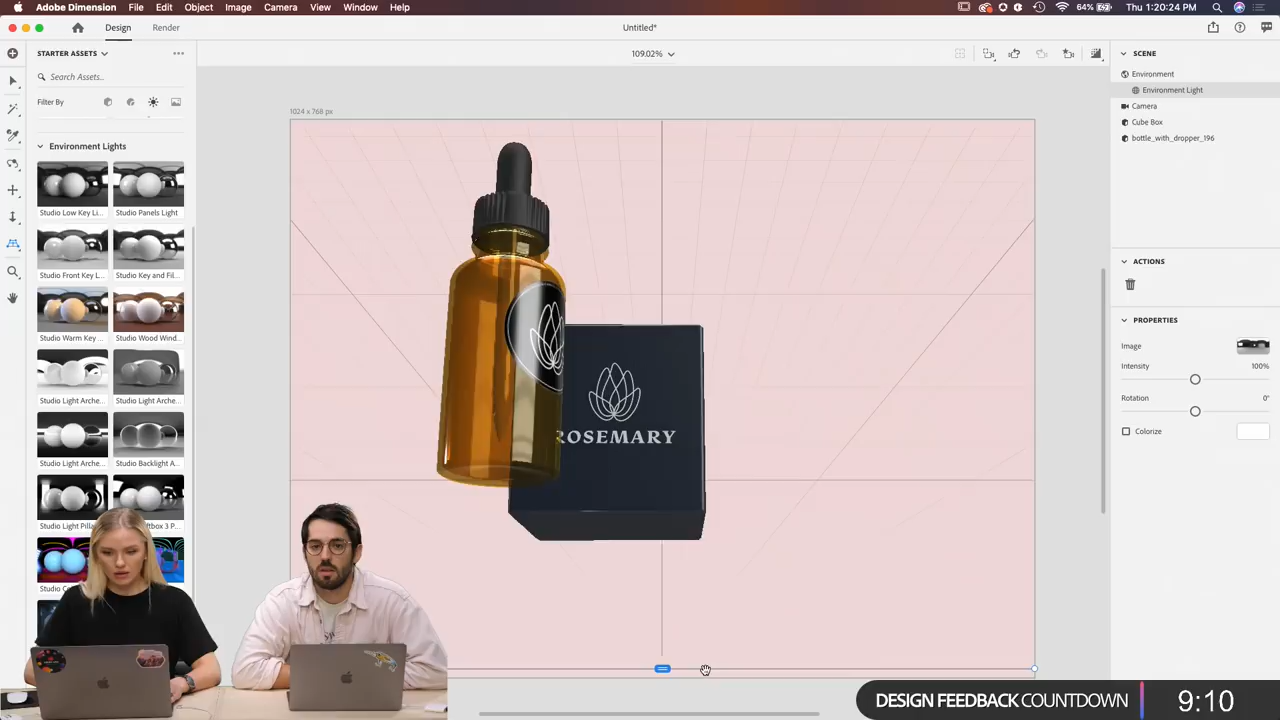 Adobe Dimension File Edit Object Image Camera View Window Help
64% Thu 1:20:24 PM
Design Render
Untitled*
STARTER ASSETS
109.02%
Search Assets..
Filter By
Environment Lights
Studio Low Key Li... Studio Panels Light
Studio Front Key L... Studio Key and Fil...
Studio Warm Key ... Studio Wood Wind...
Studio Light Arche... Studio Light Arche...
Studio Light Arche... Studio Backlight A...
Studio Light Pilla
1024 x 768 px
ROSEMARY
SCENE
Environment
Environment Light
Camera
Cube Box
bottle_with_dropper_196
ACTIONS
PROPERTIES
Image
Intensity 100%
Rotation 0°
Colorize
DESIGN FEEDBACK COUNTDOWN 9:10